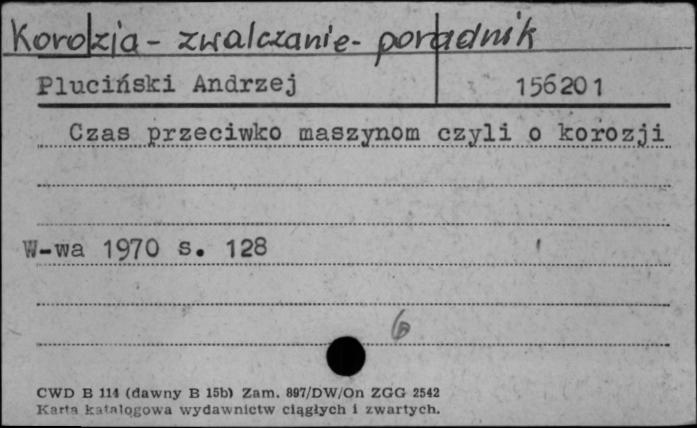 Korozja - zwalczanie - poradnik
Pluciński Andrzej 156201
Czas przeciwko maszynom czyli o korozji
W-wa 1970 s. 128
6
CWD B 114 (dawny B 15b) Zam. 897/DW/On ZGG 2542
Karta katalogowa wydawnictw ciągłych i zwartych.